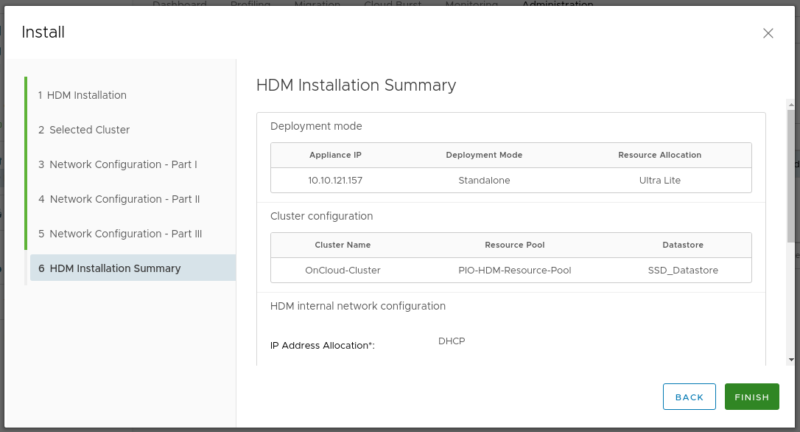 Dashboard Profiling Migration Cloud Burst Monitoring Administration
Install
1 HDM Installation
2 Selected Cluster
3 Network Configuration - Part I
4 Network Configuration - Part II
5 Network Configuration - Part III
6 HDM Installation Summary
HDM Installation Summary
Deployment mode
Appliance IP Deployment Mode Resource Allocation
10.10.121.157 Standalone Ultra Lite
Cluster configuration
Cluster Name Resource Pool Datastore
OnCloud-Cluster PIO-HDM-Resource-Pool SSD_Datastore
HDM internal network configuration
IP Address Allocation*: DHCP
BACK FINISH